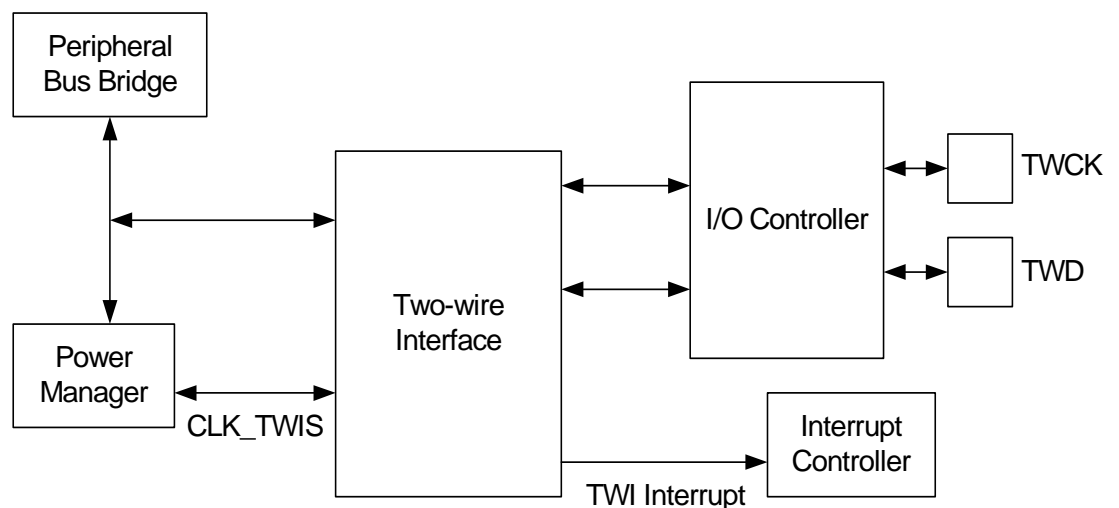 Peripheral
Bus Bridge
TWCK
I/O Controller
TWD
Two-wire
Interface
Power
Manager
CLK_TWIS
Interrupt
Controller
TWI Interrupt